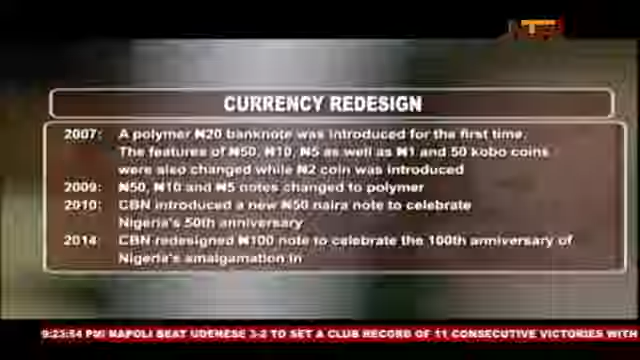 CURRENCY REDESIGN
2007: A polymer ₦20 banknote was introduced for the first time.
The features of ₦50, ₦10, ₦5 as well as ₦1 and 50 kobo coins
were also changed while ₦2 coin was introduced
2009: ₦50, ₦10 and ₦5 notes changed to polymer
2010: CBN introduced a new ₦50 naira note to celebrate
Nigeria's 50th anniversary
2014: CBN redesigned ₦100 note to celebrate the 100th anniversary of
Nigeria's amalgamation in
9:23:54 PM NAPOLI BEAT UDENESE 3-2 TO SET A CLUB RECORD OF 11 CONSECUTIVE VICTORIES WITH